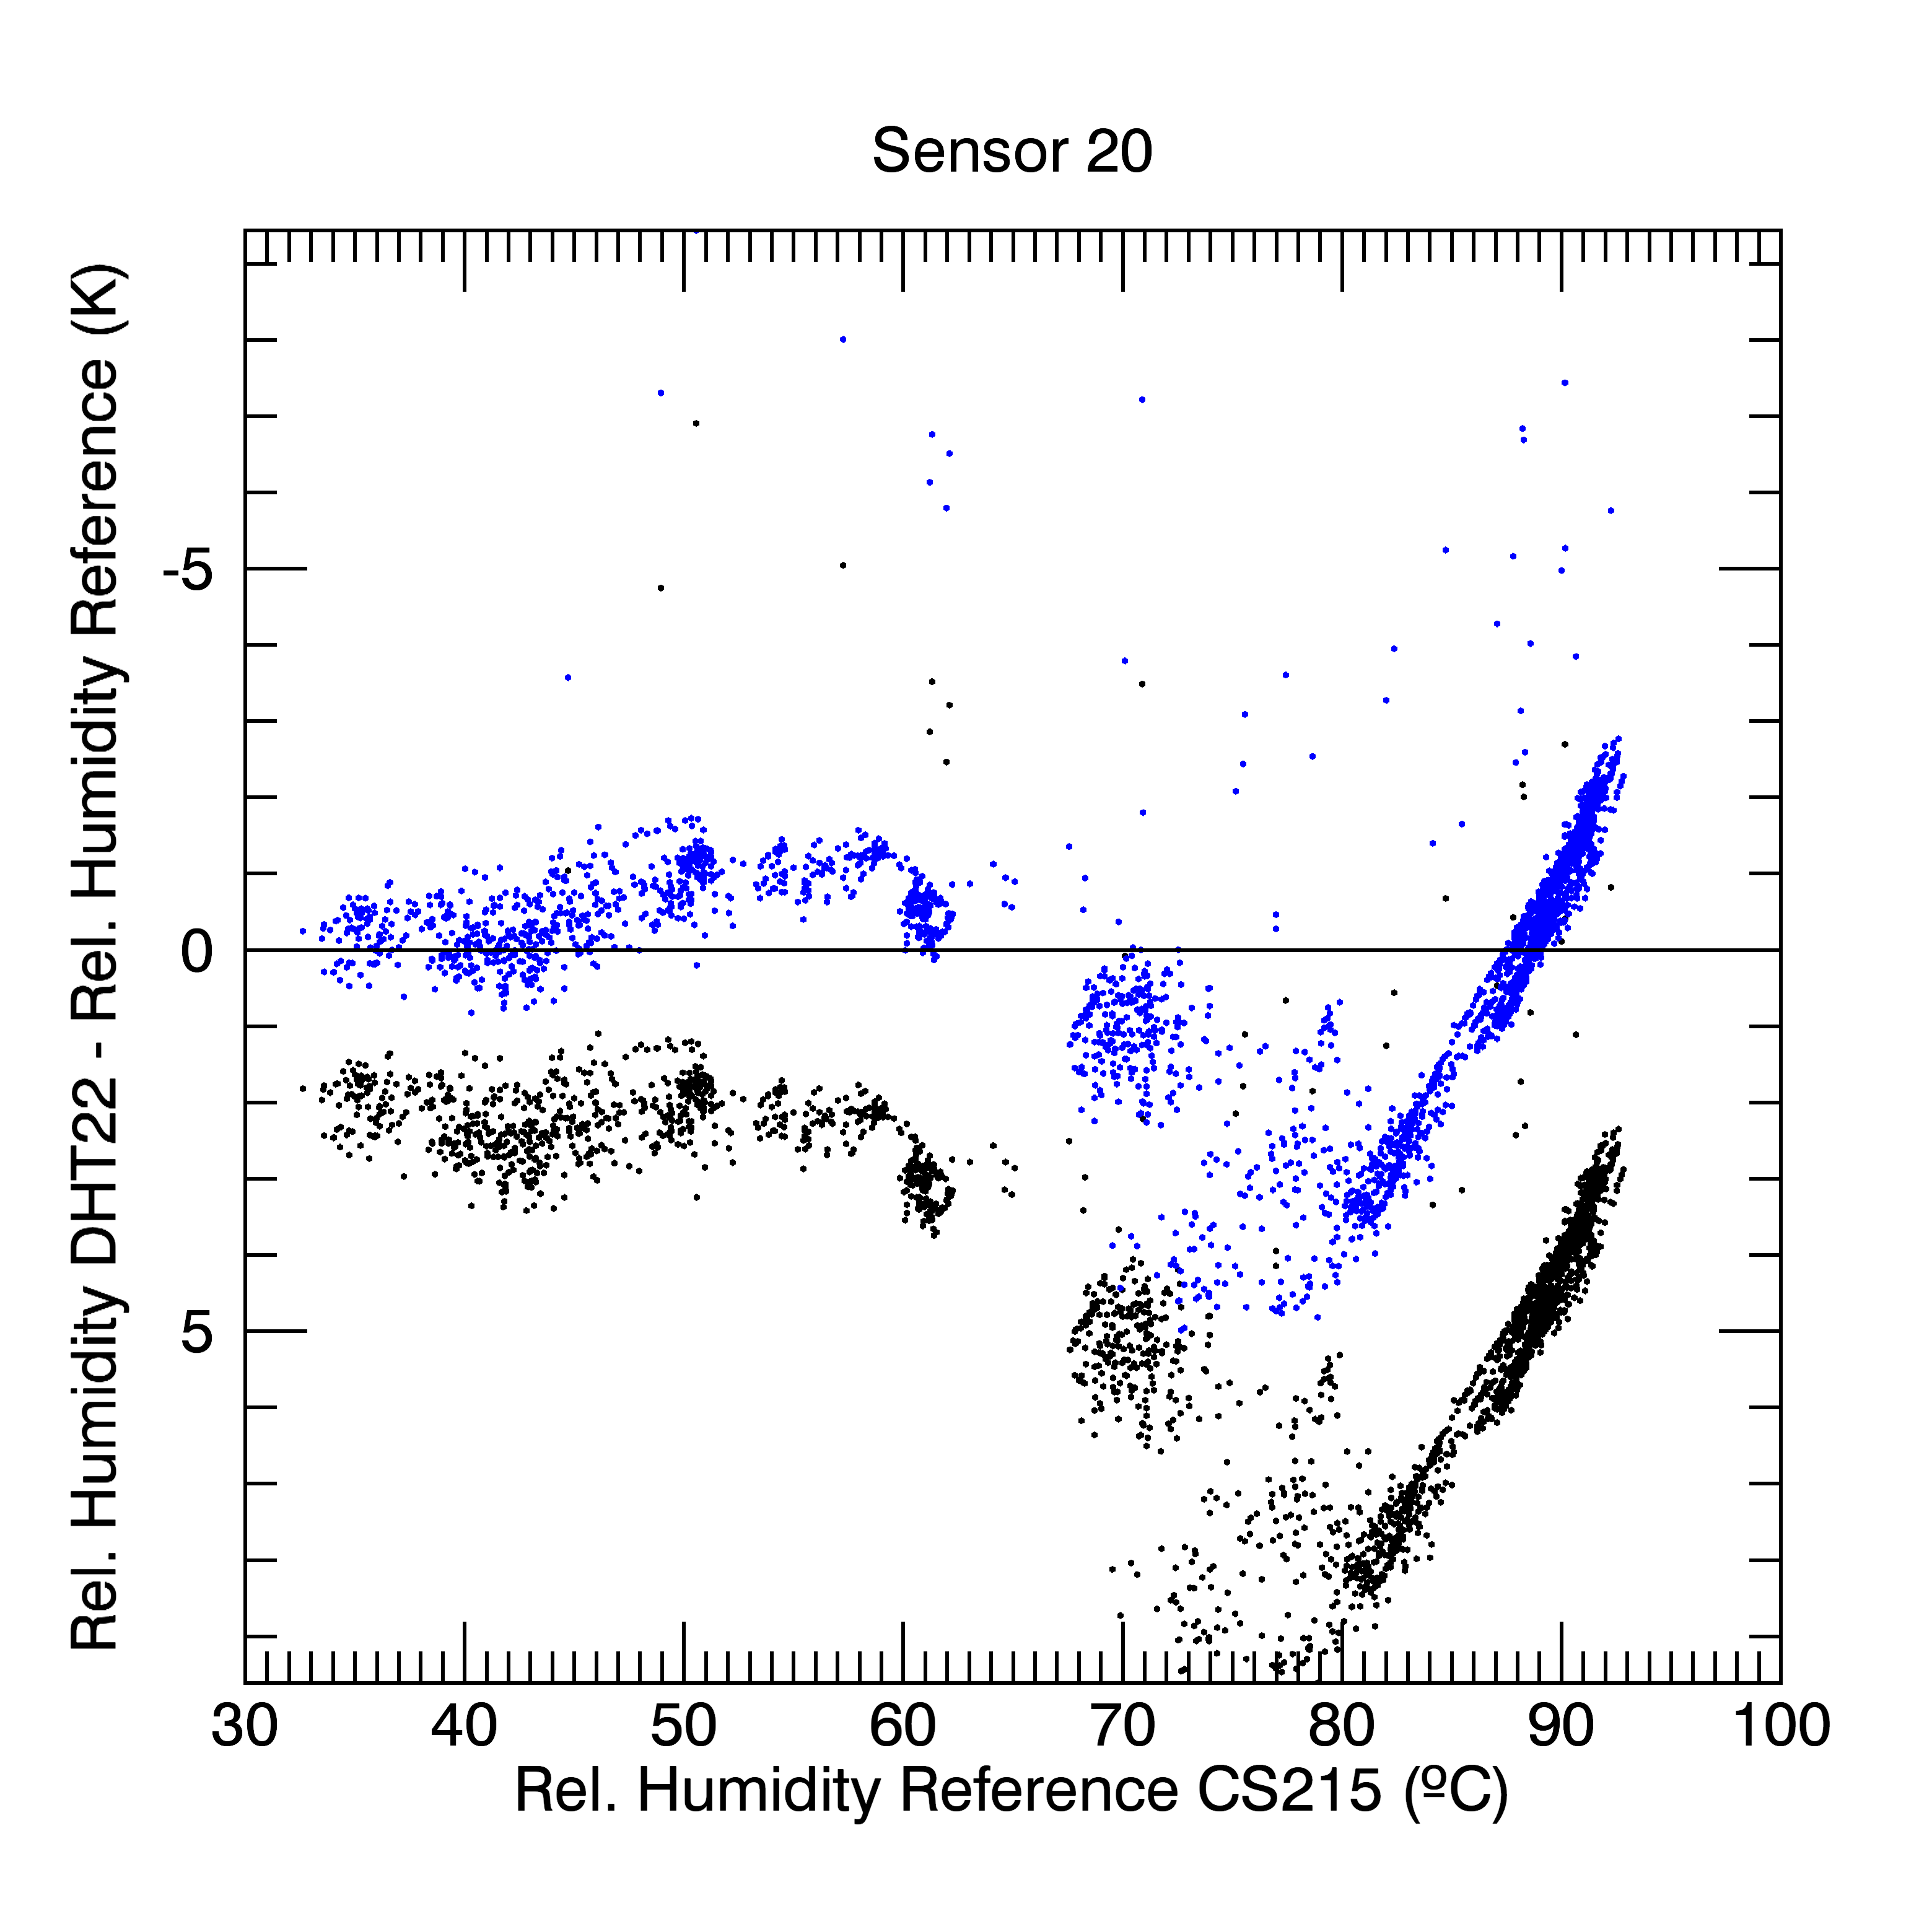 Sensor 20
Rel. Humidity DHT22 - Rel. Humidity Reference (K)
-5
0
5
30 40 50 60 70 80 90 100
Rel. Humidity Reference CS215 (ºC)